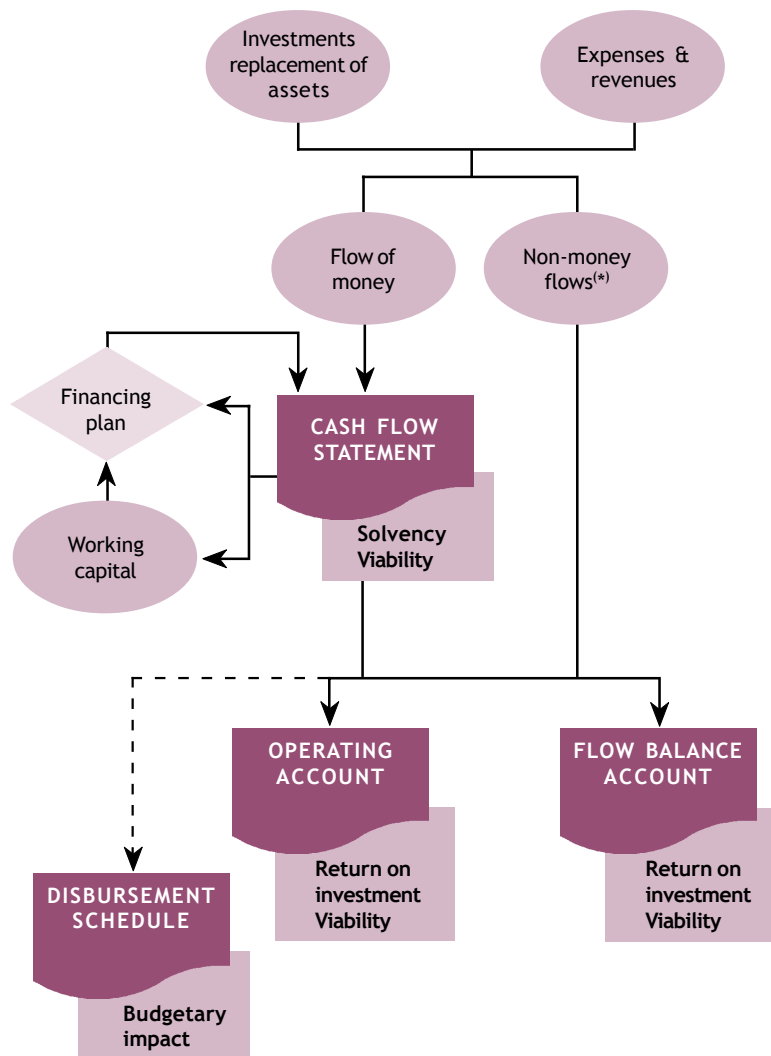 Investments
replacement of
assets
Expenses &
revenues
Flow of
money
Non-money
flows(*)
Financing
plan
CASH FLOW
STATEMENT
Solvency
Viability
Working
capital
OPERATING
ACCOUNT
Return on
investment
Viability
FLOW BALANCE
ACCOUNT
Return on
investment
Viability
DISBURSEMENT
SCHEDULE
Budgetary
impact